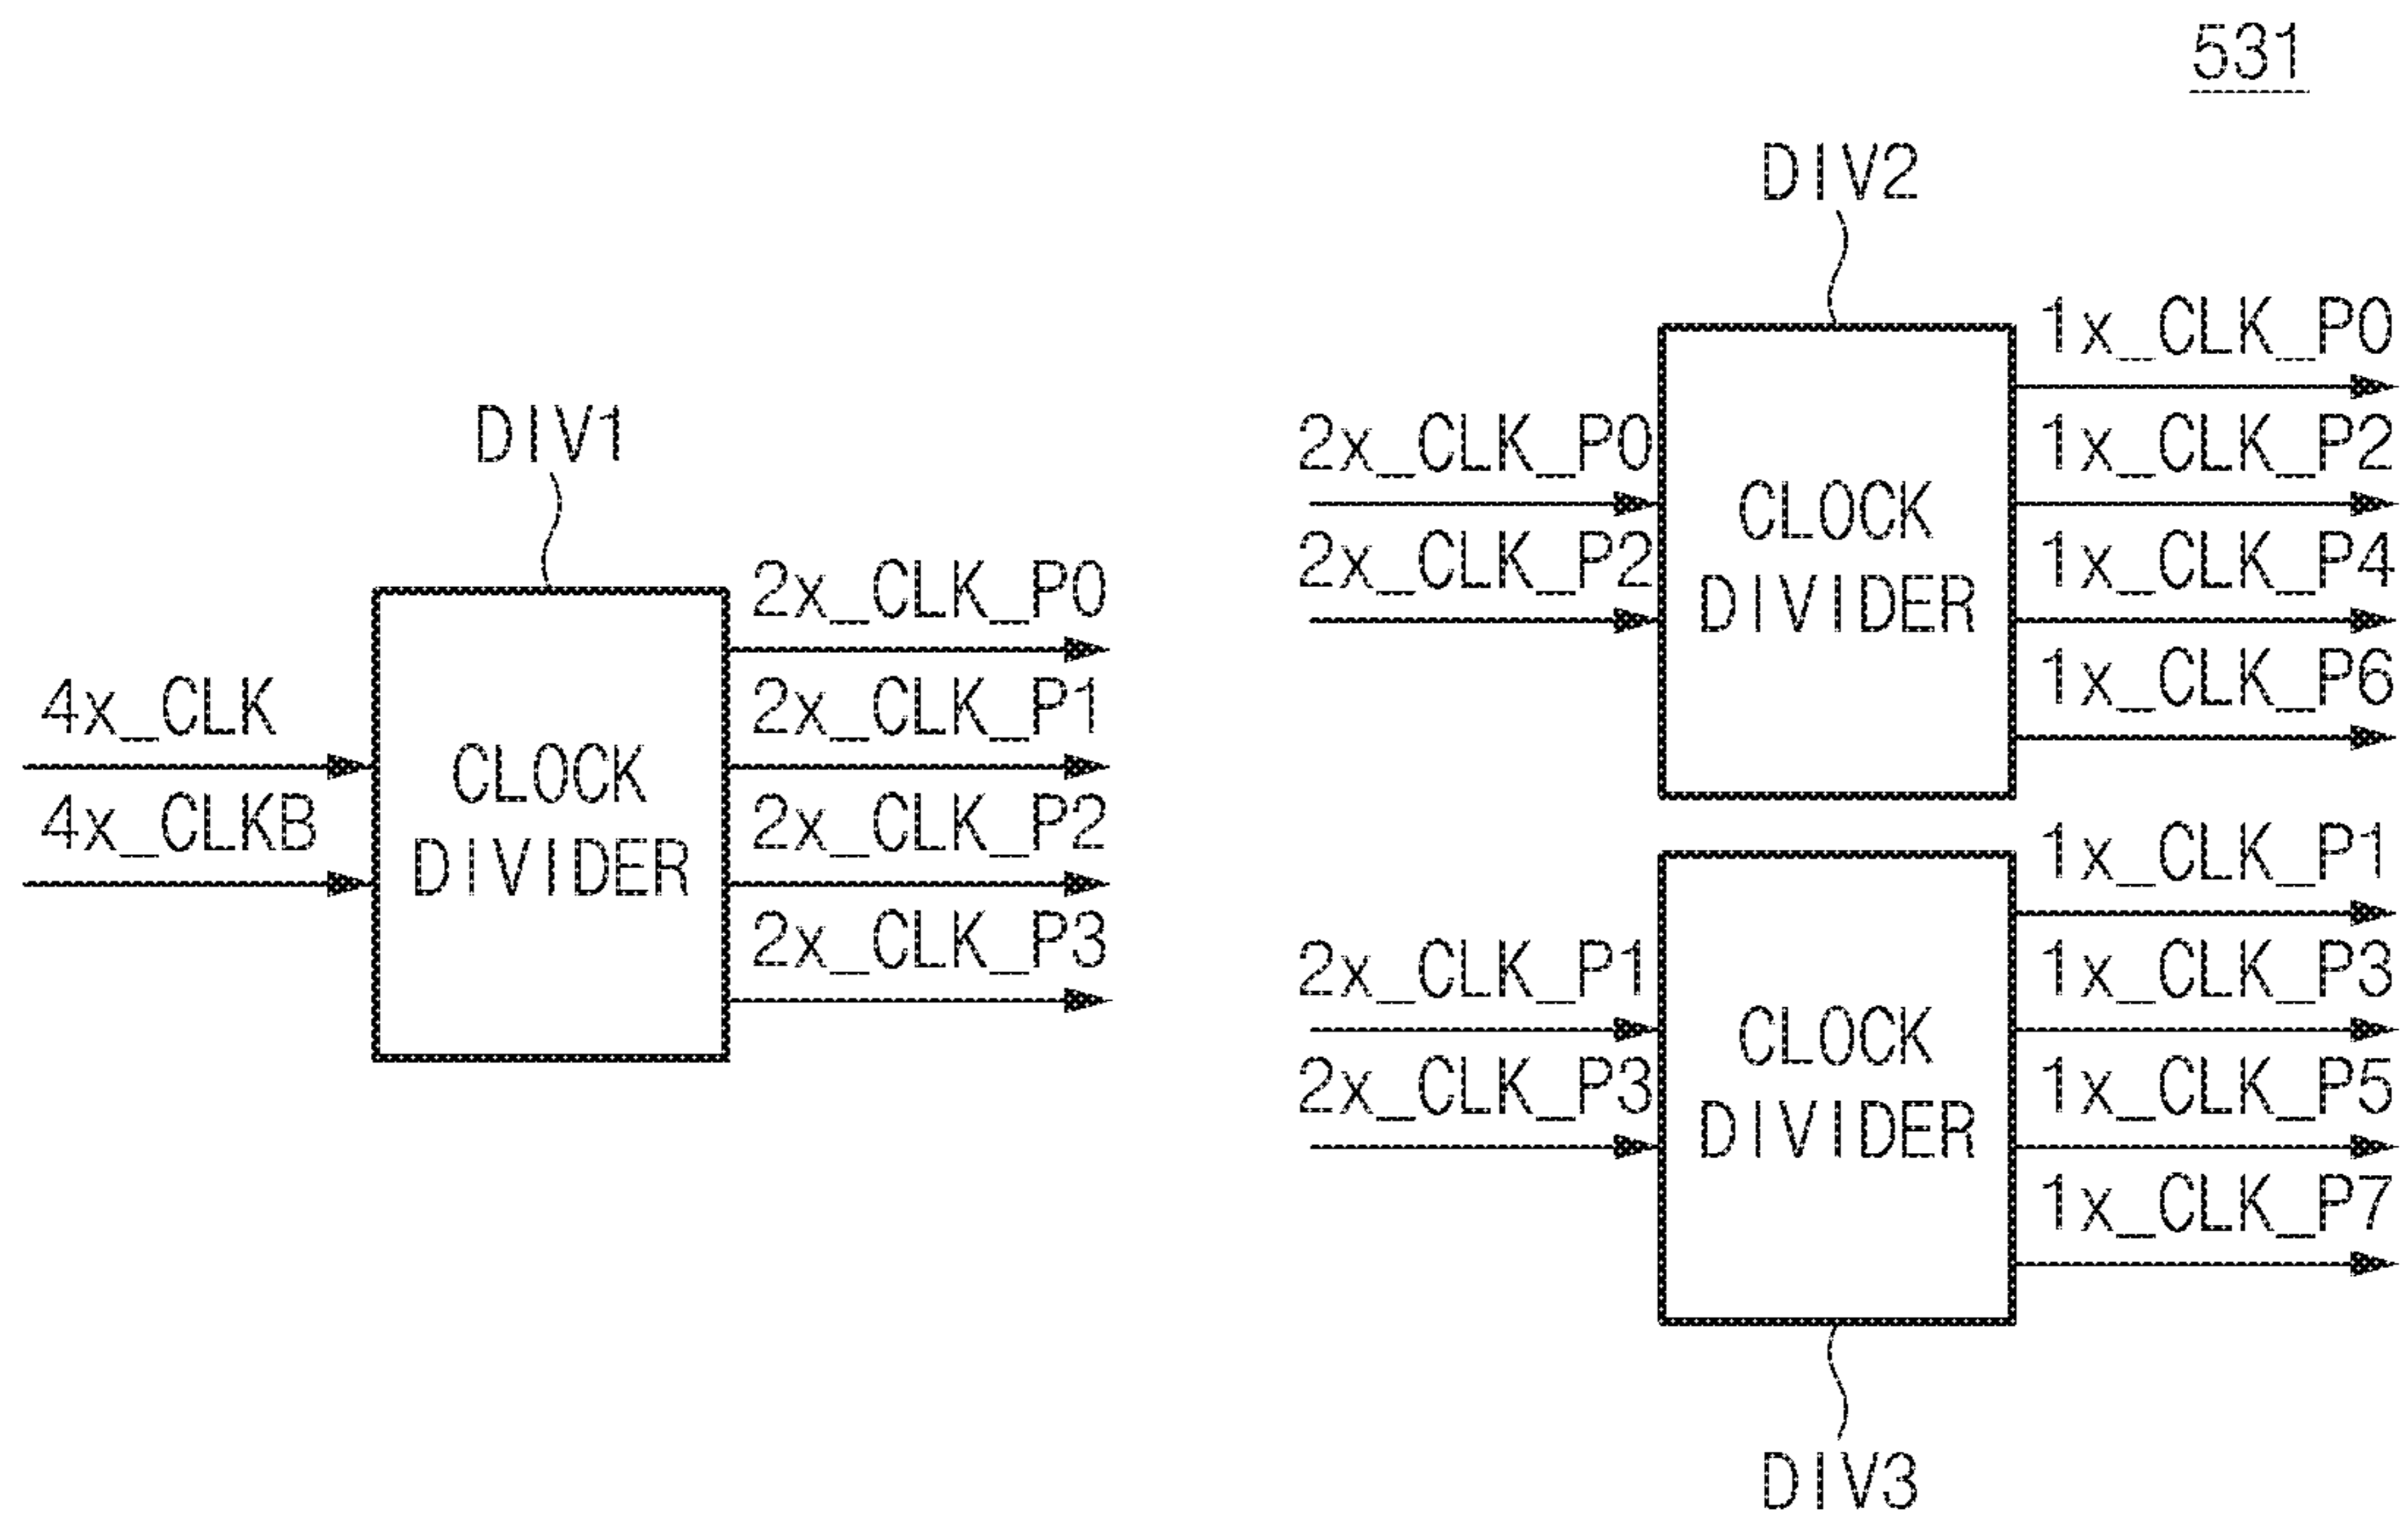 531
DIV1
4x_CLK
4x_CLKB
CLOCK
DIVIDER
2x_CLK_P0
2x_CLK_P1
2x_CLK_P2
2x_CLK_P3
DIV2
2x_CLK_P0
2x_CLK_P2
CLOCK
DIVIDER
1x_CLK_P0
1x_CLK_P2
1x_CLK_P4
1x_CLK_P6
2x_CLK_P1
2x_CLK_P3
CLOCK
DIVIDER
1x_CLK_P1
1x_CLK_P3
1x_CLK_P5
1x_CLK_P7
DIV3